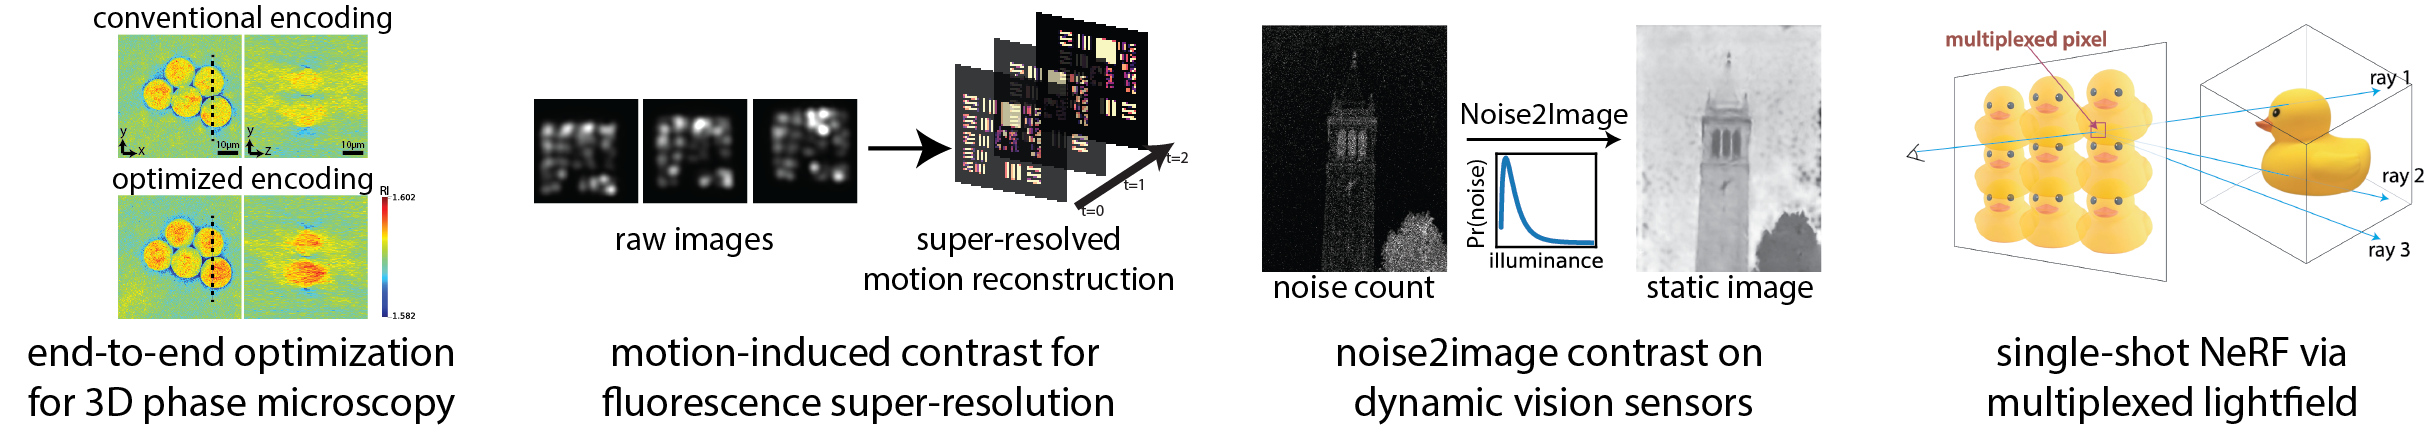 conventional encoding
y
x
10μm
y
z
10μm
optimized encoding
RI
1.602
1.582
end-to-end optimization
for 3D phase microscopy
raw images
t=0
t=1
t=2
super-resolved
motion reconstruction
motion-induced contrast for
fluorescence super-resolution
noise count
Noise2Image
Pr(noise)
illuminance
static image
noise2image contrast on
dynamic vision sensors
multiplexed pixel
ray 1
ray 2
ray 3
single-shot NeRF via
multiplexed lightfield